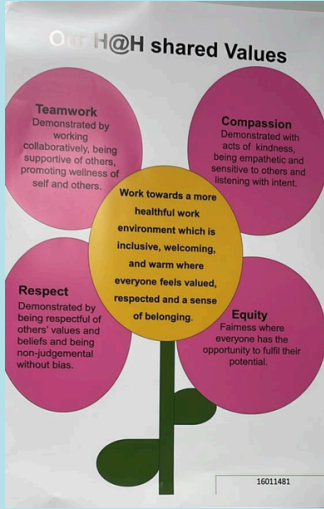 Our H@H shared Values
Teamwork
Demonstrated by
working
collaboratively, being
supportive of others,
promoting wellness of
self and others.
Compassion
Demonstrated with
acts of kindness,
being empathetic and
sensitive to others and
listening with intent.
Work towards a more
healthful work
environment which is
inclusive, welcoming,
and warm where
everyone feels valued,
respected and a sense
of belonging.
Respect
Demonstrated by
being respectful of
others' values and
beliefs and being
non-judgemental
without bias.
Equity
Fairness where
everyone has the
opportunity to fulfil their
potential.
16011481